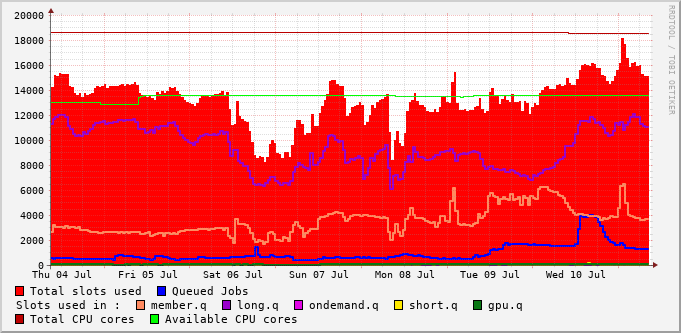 20000
18000
16000
14000
12000
10000
8000
6000
4000
2000
0
Thu 04 Jul Fri 05 Jul Sat 06 Jul Sun 07 Jul Mon 08 Jul Tue 09 Jul Wed 10 Jul
Total slots used Queued Jobs
Slots used in : member.q long.q ondemand.q short.q gpu.q
Total CPU cores Available CPU cores
RRDTOOL / TOBI OETIKER